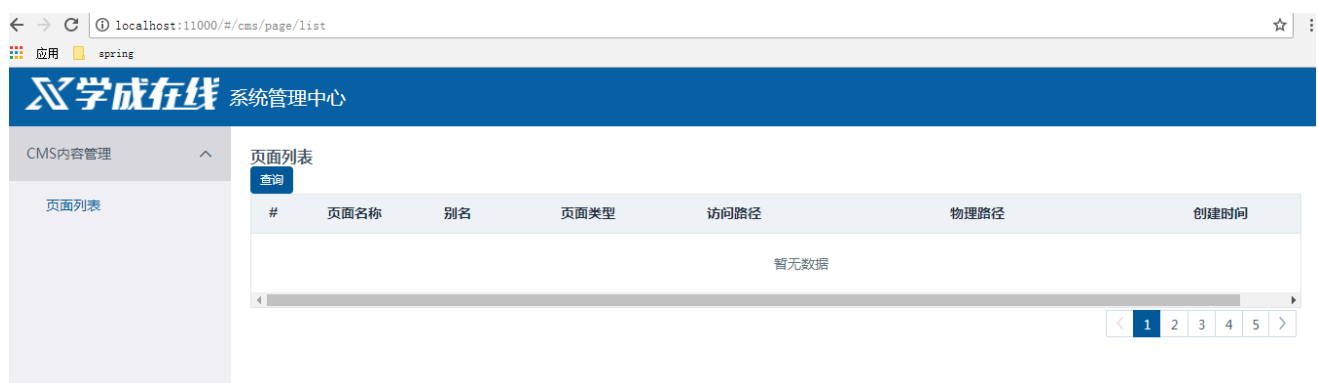 localhost:11000/#/cms/page/list
应用 spring
学成在线 系统管理中心
CMS内容管理
页面列表
页面列表
查询
# 页面名称 别名 页面类型 访问路径 物理路径 创建时间
暂无数据
1 2 3 4 5